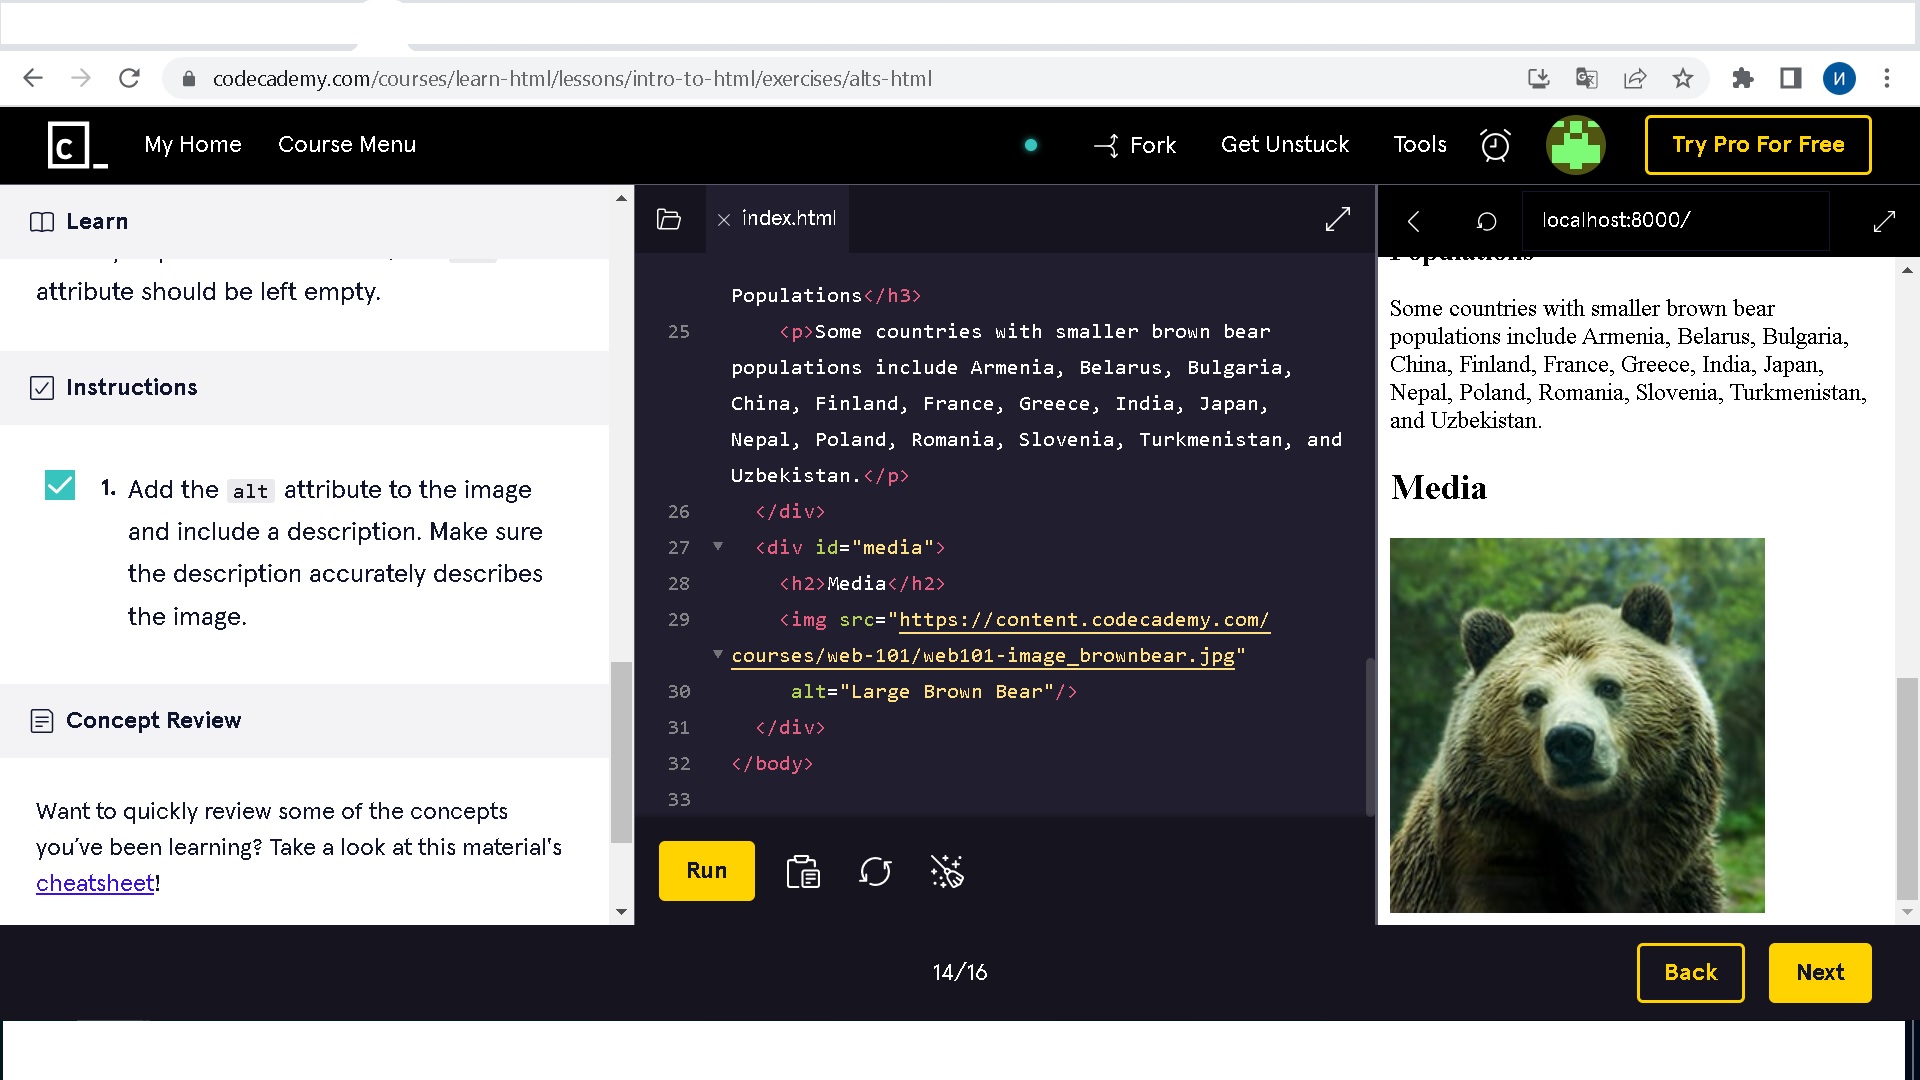 codecademy.com/courses/learn-html/lessons/intro-to-html/exercises/alts-html
И
c_
My Home
Course Menu
Fork
Get Unstuck
Tools
Try Pro For Free
Learn
attribute should be left empty.
Instructions
1. Add the alt attribute to the image
and include a description. Make sure
the description accurately describes
the image.
Concept Review
Want to quickly review some of the concepts
you've been learning? Take a look at this material's
cheatsheet!
index.html
Populations</h3>
25 <p>Some countries with smaller brown bear
populations include Armenia, Belarus, Bulgaria,
China, Finland, France, Greece, India, Japan,
Nepal, Poland, Romania, Slovenia, Turkmenistan, and
Uzbekistan.</p>
26 </div>
27 <div id="media">
28 <h2>Media</h2>
29 <img src="https://content.codecademy.com/
courses/web-101/web101-image_brownbear.jpg"
30 alt="Large Brown Bear"/>
31 </div>
32 </body>
33
Run
localhost:8000/
Populations
Some countries with smaller brown bear
populations include Armenia, Belarus, Bulgaria,
China, Finland, France, Greece, India, Japan,
Nepal, Poland, Romania, Slovenia, Turkmenistan,
and Uzbekistan.
Media
14/16
Back
Next